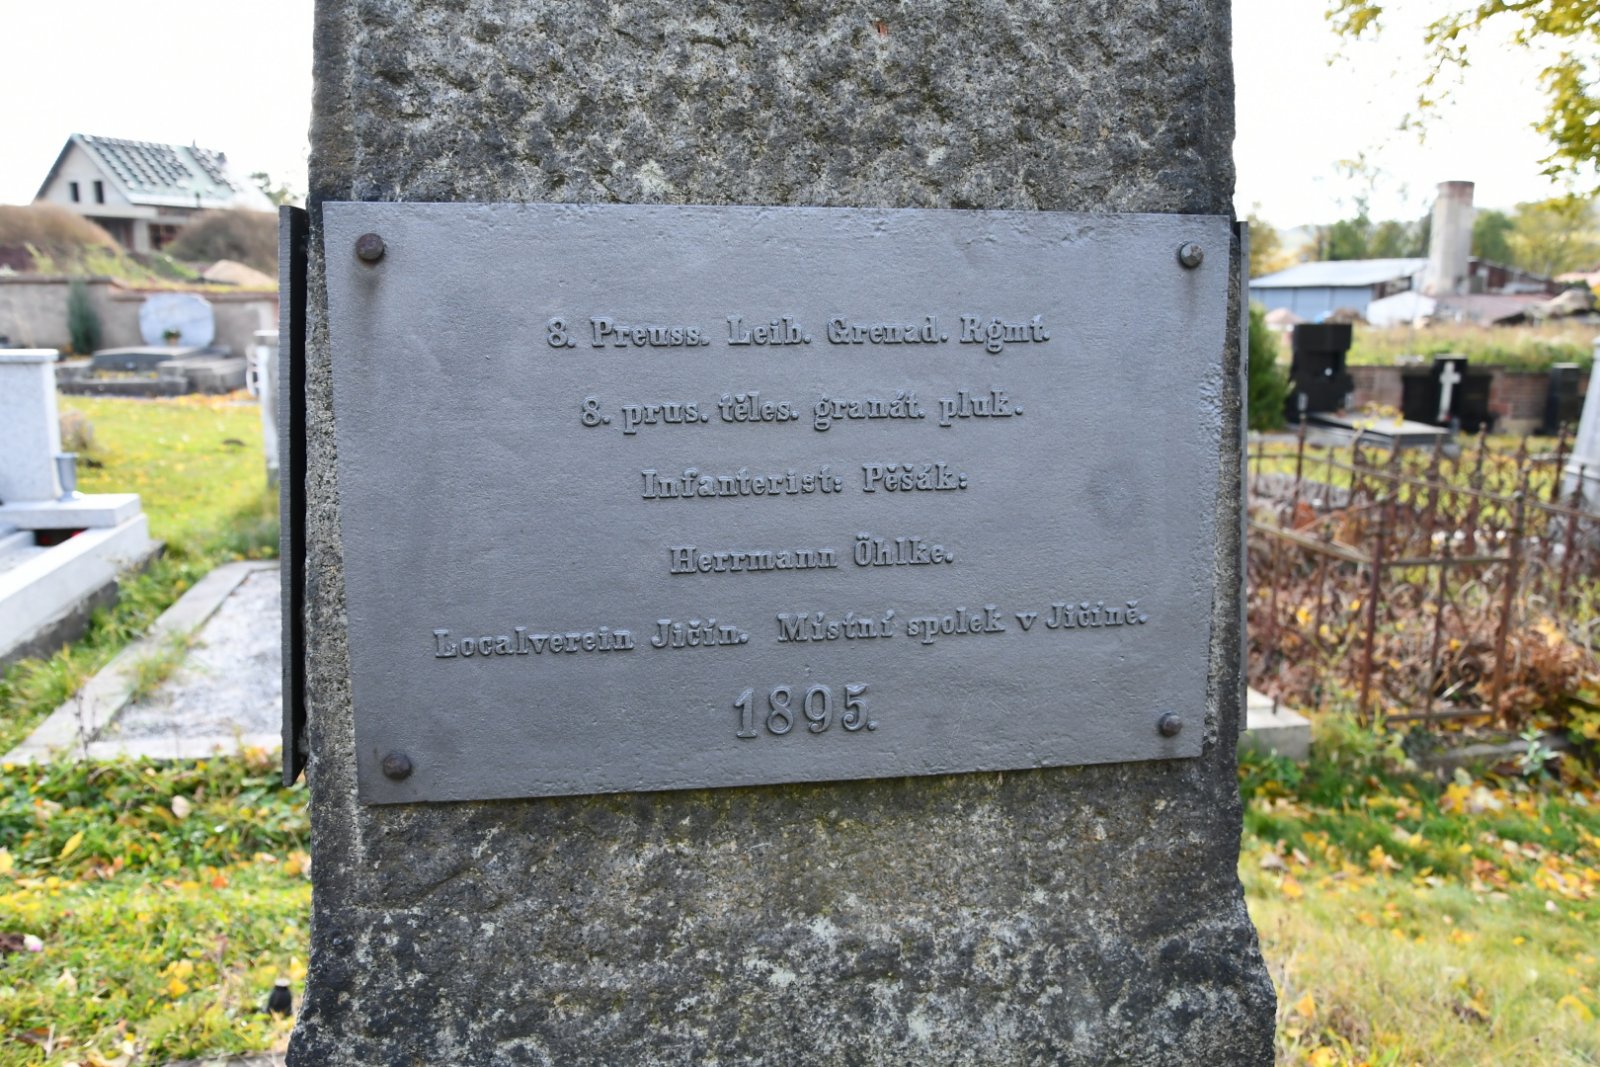 8. Preuss. Leib. Grenad. Rgmt.
8. prus. těles. granát. pluk.
Infanterist: Pěšák:
Herrmann Öhlke.
Localverein Jičín. Místní spolek v Jičíně.
1895.